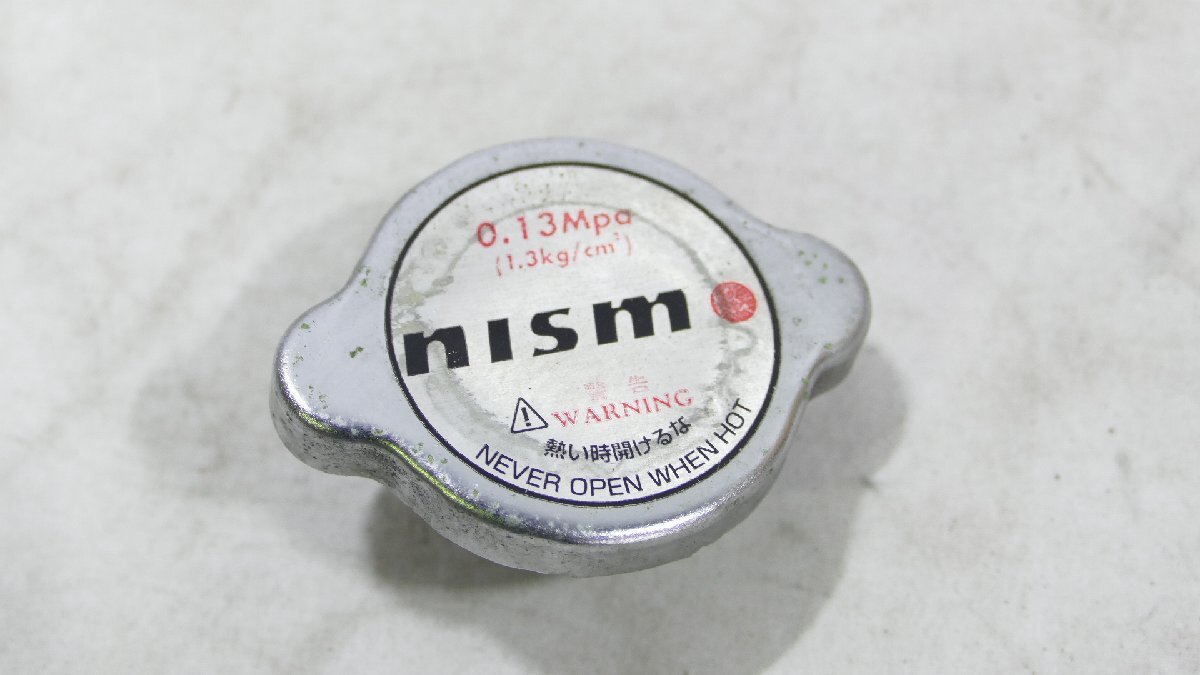 0.13Mpa
(1.3kg/cm²)
nismo
警告
WARNING
熱い時開けるな
NEVER OPEN WHEN HOT